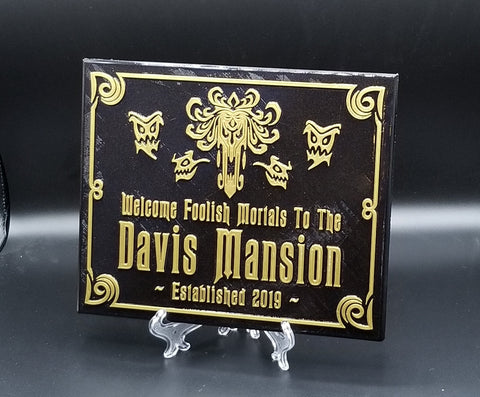 Welcome Foolish Mortals To The
Davis Mansion
~ Established 2019 ~